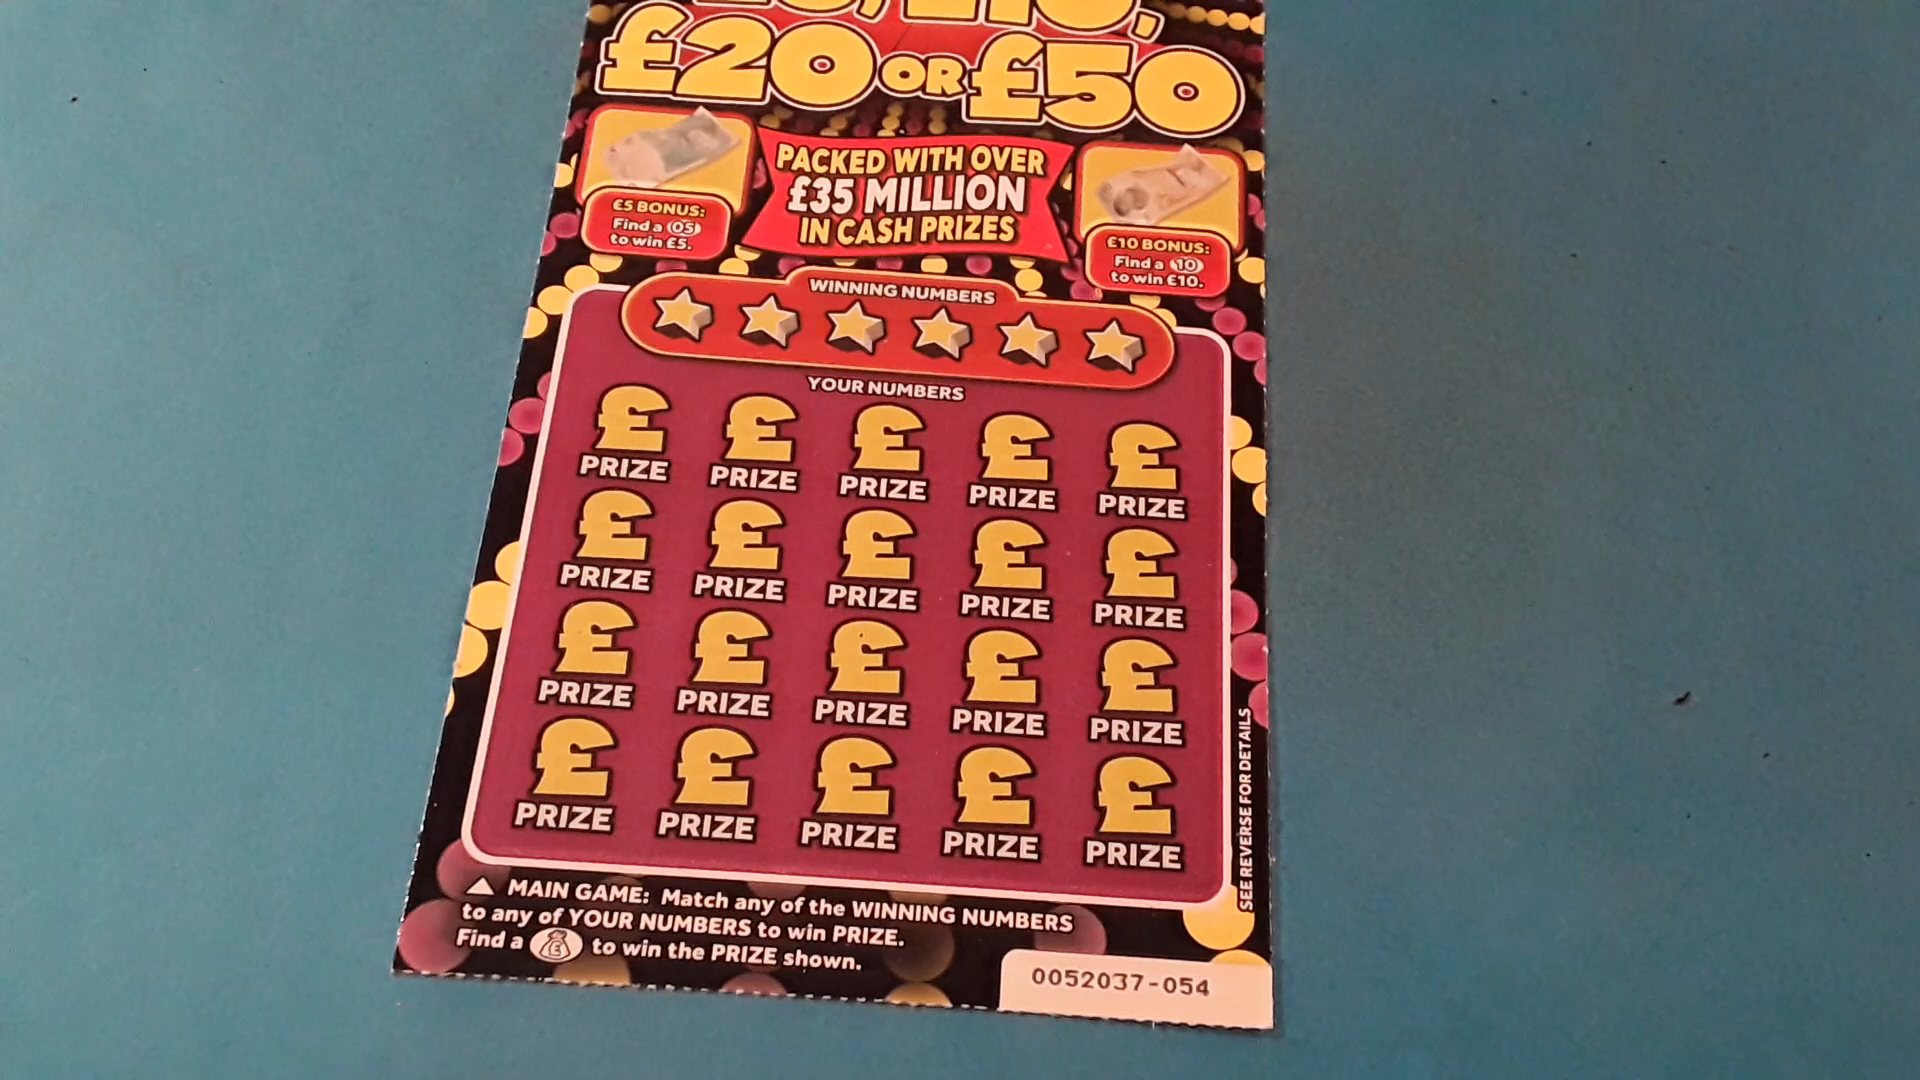 £20 OR £50
PACKED WITH OVER
£35 MILLION
IN CASH PRIZES
£5 BONUS:
Find a 05
to win £5.
£10 BONUS:
Find a 10
to win £10.
WINNING NUMBERS
YOUR NUMBERS
£ £ £ £ £
PRIZE PRIZE PRIZE PRIZE PRIZE
£ £ £ £ £
PRIZE PRIZE PRIZE PRIZE PRIZE
£ £ £ £ £
PRIZE PRIZE PRIZE PRIZE PRIZE
£ £ £ £ £
PRIZE PRIZE PRIZE PRIZE PRIZE
SEE REVERSE FOR DETAILS
MAIN GAME: Match any of the WINNING NUMBERS
to any of YOUR NUMBERS to win PRIZE.
Find a £ to win the PRIZE shown.
0052037-054